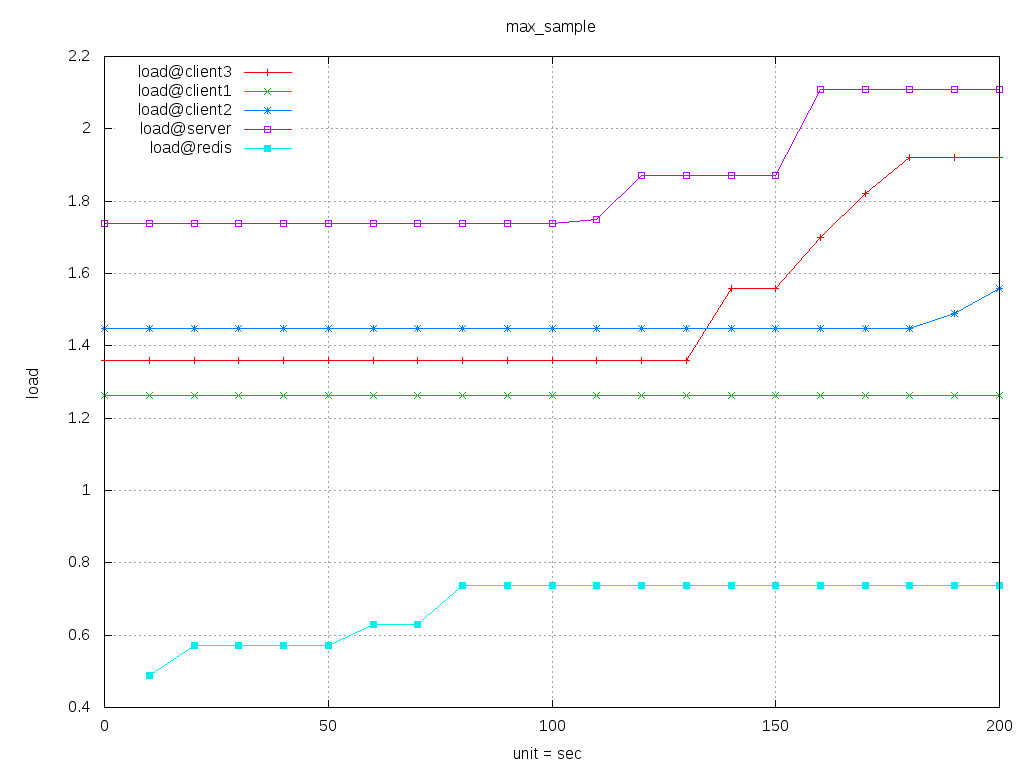 max_sample
2.2
2
1.8
1.6
1.4
1.2
1
0.8
0.6
0.4
load
load@client3
load@client1
load@client2
load@server
load@redis
0 50 100 150 200
unit = sec